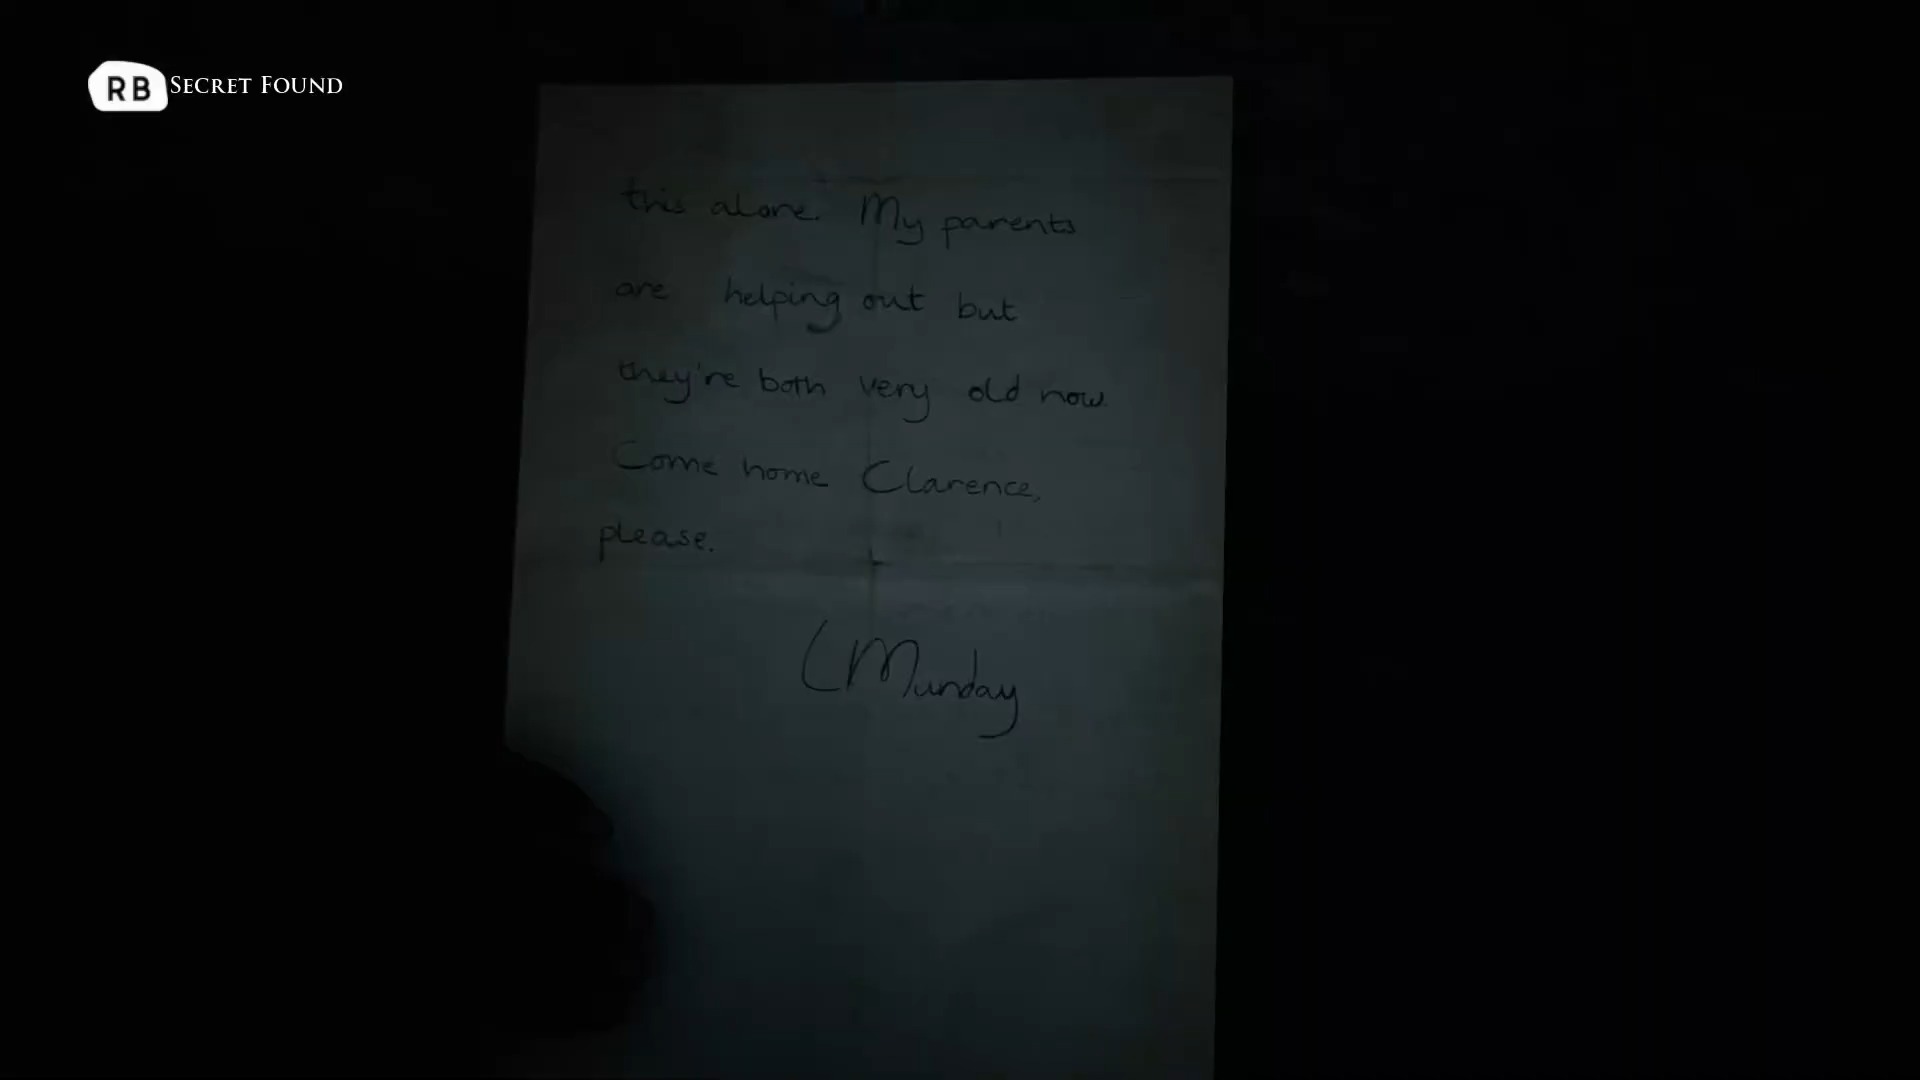 RB SECRET FOUND
this alone. My parents
are helping out but
they're both very old now.
Come home Clarence,
please.
L Munday